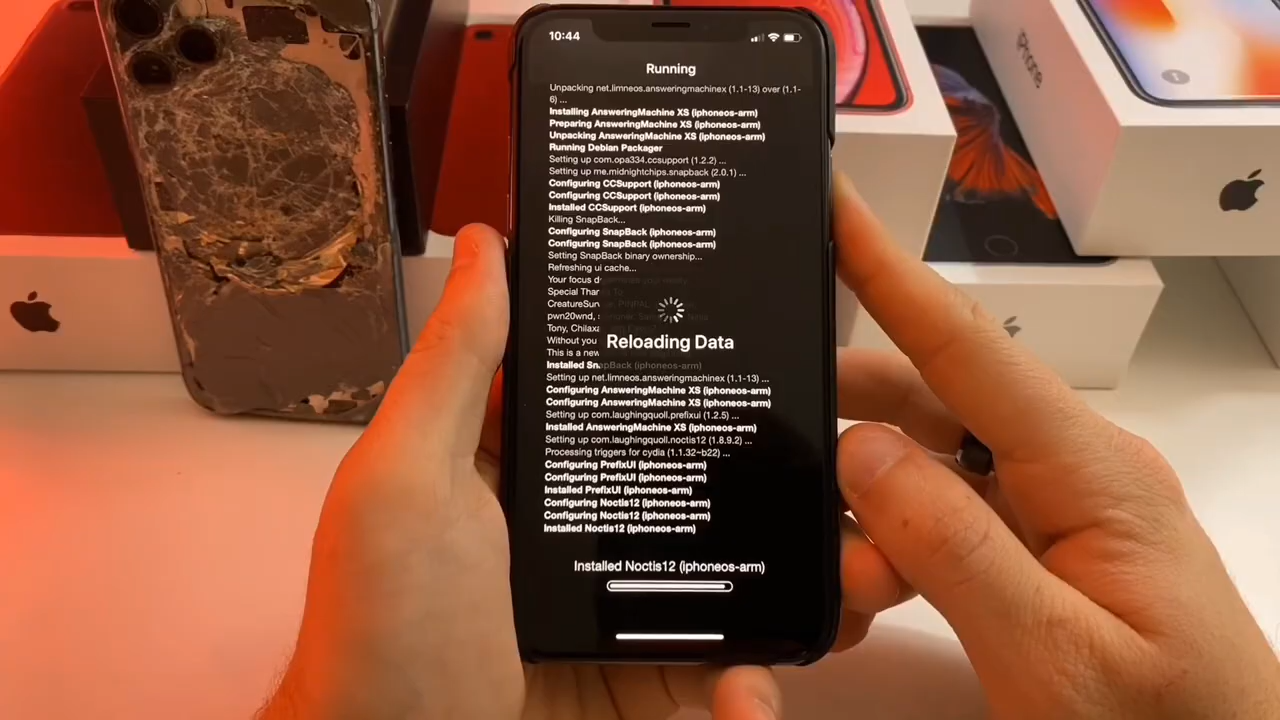 10:44
Running
Unpacking net.limneos.answeringmachinex (1.1-13) over (1.1-
6) ...
Installing AnsweringMachine XS (iphoneos-arm)
Preparing AnsweringMachine XS (iphoneos-arm)
Unpacking AnsweringMachine XS (iphoneos-arm)
Running Debian Packager
Setting up com.opa334.ccsupport (1.2.2) ...
Setting up me.midnightchips.snapback (2.0.1) ...
Configuring CCSupport (iphoneos-arm)
Configuring CCSupport (iphoneos-arm)
Installed CCSupport (iphoneos-arm)
Killing SnapBack...
Configuring SnapBack (iphoneos-arm)
Configuring SnapBack (iphoneos-arm)
Setting SnapBack binary ownership...
Refreshing ui cache...
Your focus
Special
pwn20wnd,
Reloading Data
Tony,
Without you
This is a new
Installed SnapBack (iphoneos-arm)
Setting up net.limneos.answeringmachinex (1.1-13) ...
Configuring AnsweringMachine XS (iphoneos-arm)
Configuring AnsweringMachine XS (iphoneos-arm)
Setting up com.laughingquoll.prefixui (1.2.5) ...
Installed AnsweringMachine XS (iphoneos-arm)
Setting up com.laughingquoll.noctis12 (1.8.9.2) ...
Processing triggers for cydia (1.1.32~b22) ...
Configuring PrefixUI (iphoneos-arm)
Configuring PrefixUI (iphoneos-arm)
Installed PrefixUI (iphoneos-arm)
Configuring Noctis12 (iphoneos-arm)
Configuring Noctis12 (iphoneos-arm)
Installed Noctis12 (iphoneos-arm)
Installed Noctis12 (iphoneos-arm)
iPhone